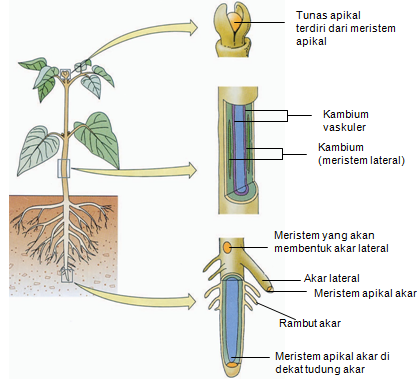 Tunas apikal
terdiri dari meristem
apikal
Kambium
vaskuler
Kambium
(meristem lateral)
Meristem yang akan
membentuk akar lateral
Akar lateral
Meristem apikal akar
Rambut akar
Meristem apikal akar di
dekat tudung akar